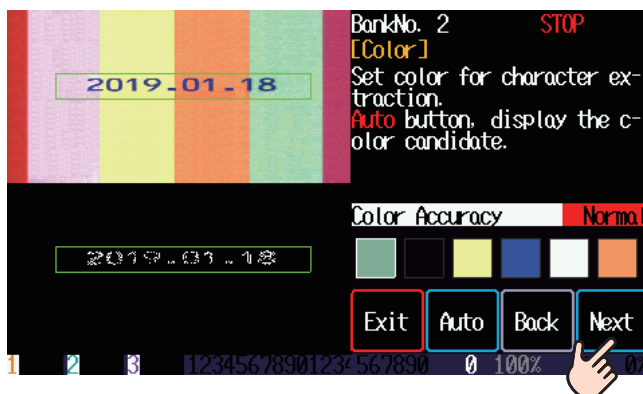 BankNo. 2 STOP
[Color]
Set color for character ex-
traction.
Auto button, display the c-
olor candidate.
2019.01.18
Color Accuracy Normal
2019.01.18
Exit Auto Back Next
1 2 3 12345678901234567890 0 100%